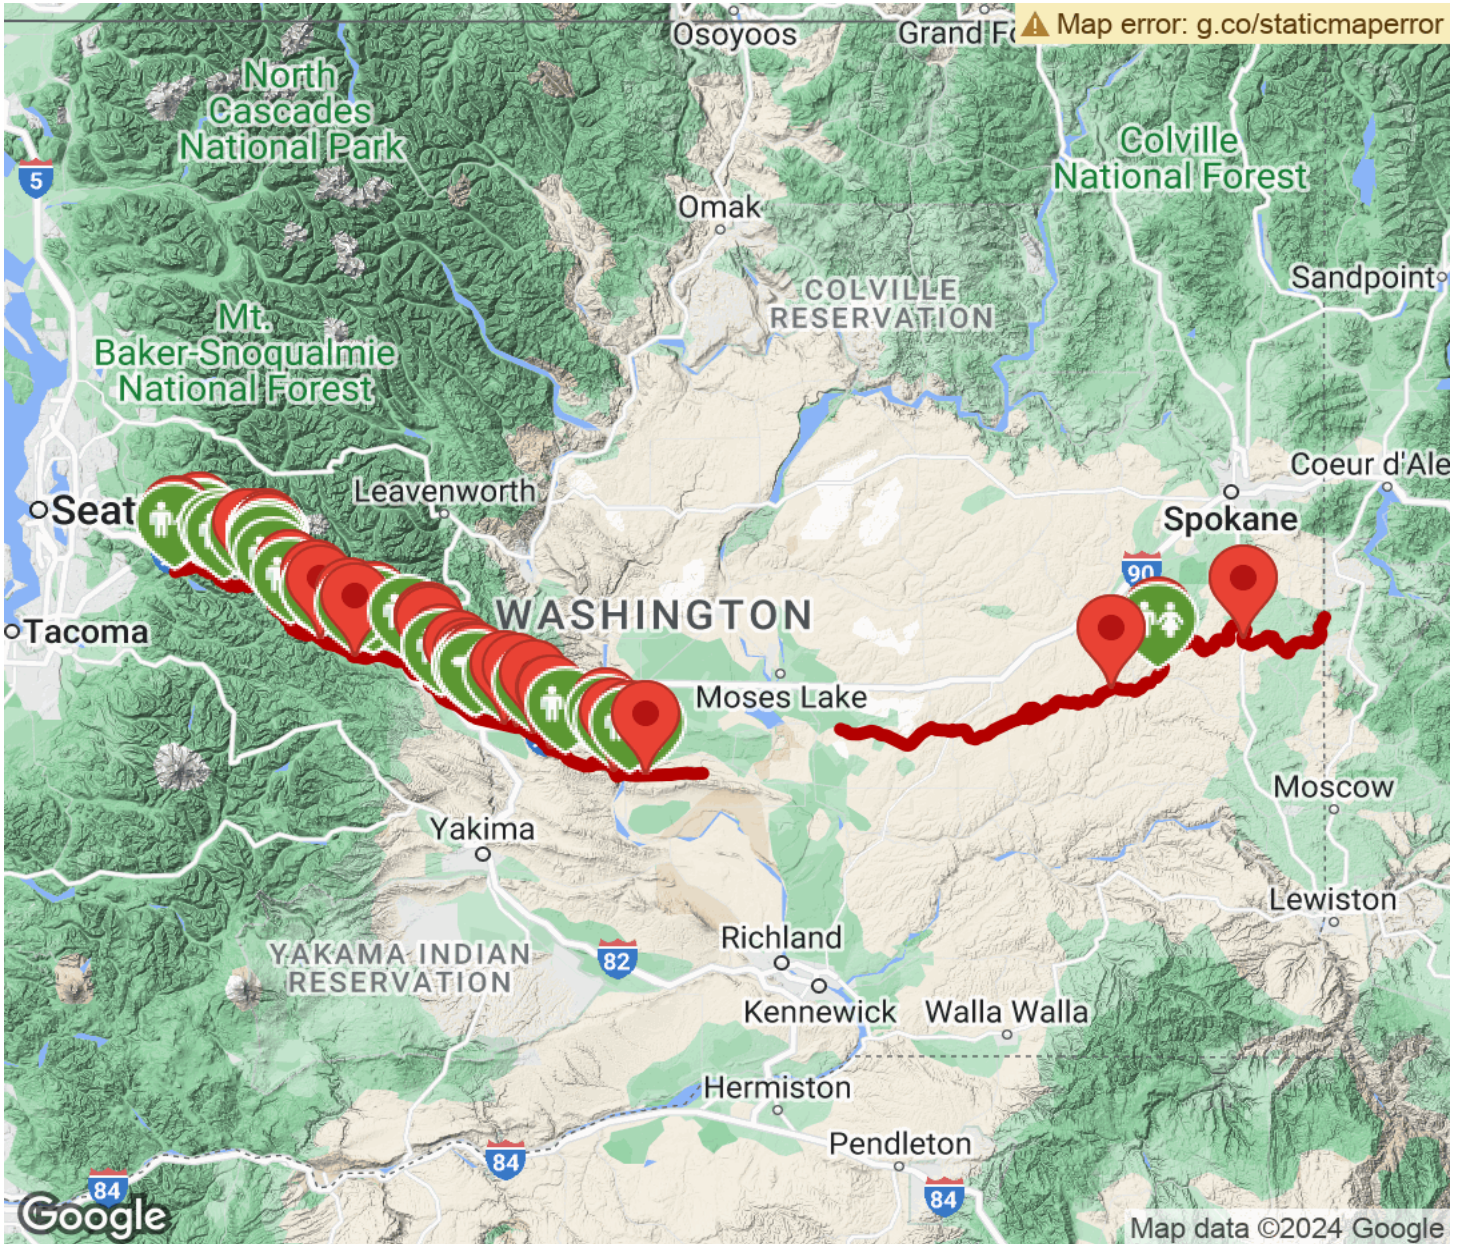 Osoyoos
Grand Fo
Map error: g.co/staticmaperror
North
Cascades
National Park
Colville
National Forest
5
Omak
Sandpoint
COLVILLE
RESERVATION
Mt.
Baker-Snoqualmie
National Forest
Leavenworth
Coeur d'Ale
Seat
Spokane
90
WASHINGTON
Tacoma
Moses Lake
Moscow
Yakima
Lewiston
YAKAMA INDIAN
RESERVATION
82
Richland
Kennewick
Walla Walla
Hermiston
Pendleton
84
84
84
Google
Map data ©2024 Google